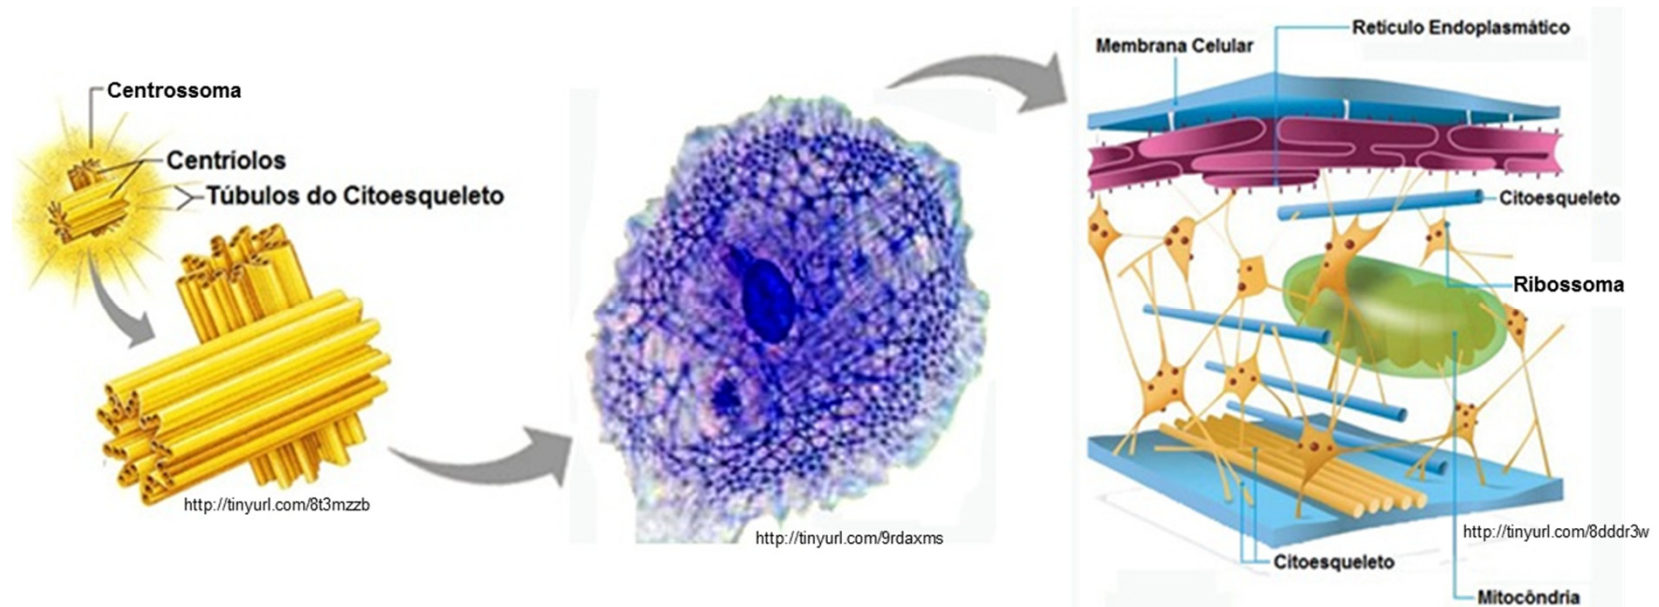 Centrossoma
Centríolos
Túbulos do Citoesqueleto
http://tinyurl.com/8t3mzzb
http://tinyurl.com/9rdaxms
Retículo Endoplasmático
Membrana Celular
Citoesqueleto
Ribossoma
http://tinyurl.com/8dddr3w
Citoesqueleto
Mitocôndria